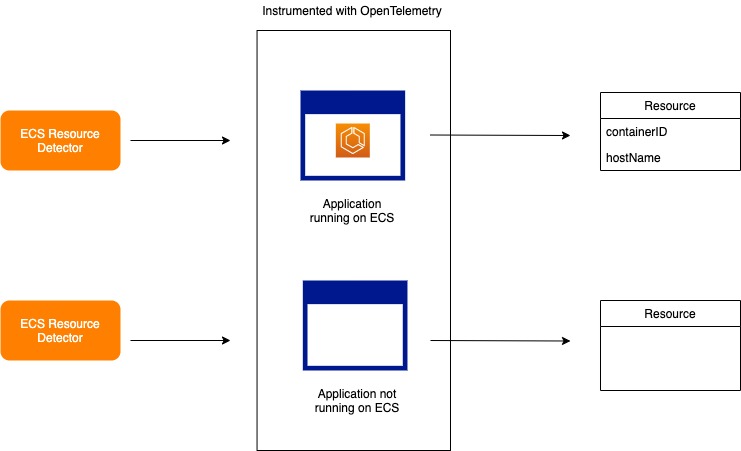 Instrumented with OpenTelemetry
ECS Resource
Detector
Application
running on ECS
Resource
containerID
hostName
ECS Resource
Detector
Application not
running on ECS
Resource